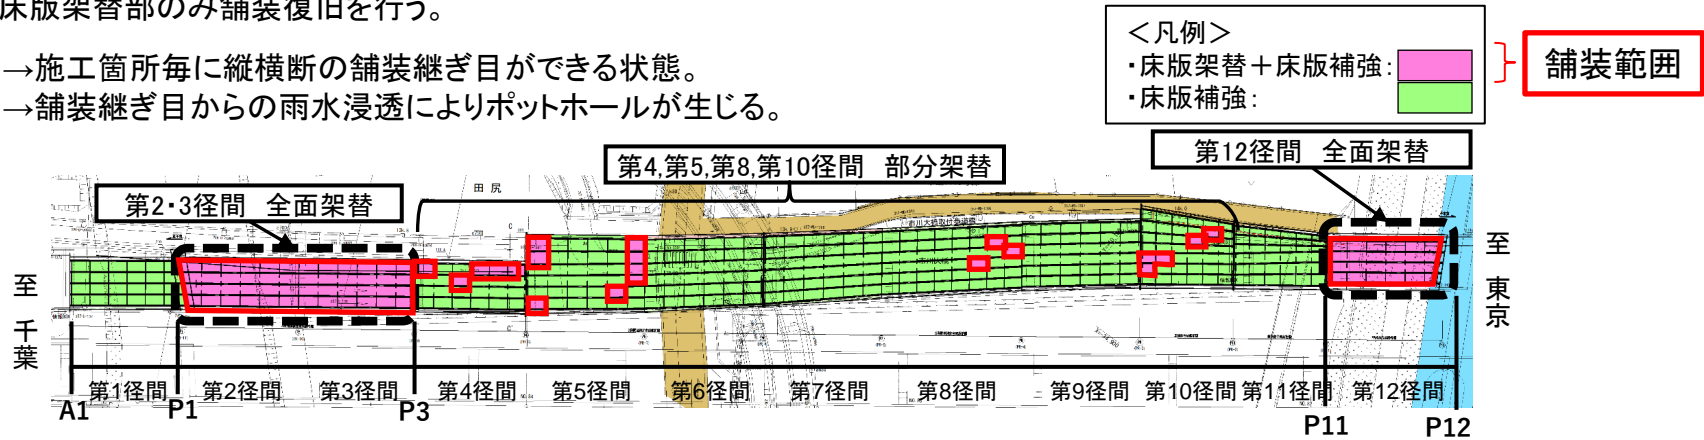 床版架替部のみ舗装復旧を行う。
→施工箇所毎に縦横断の舗装継ぎ目ができる状態。
→舗装継ぎ目からの雨水浸透によりポットホールが生じる。
＜凡例＞
・床版架替＋床版補強：
・床版補強：
舗装範囲
第2・3径間　全面架替
第4,第5,第8,第10径間　部分架替
第12径間　全面架替
田尻
至千葉
至東京
第1径間
第2径間
第3径間
第4径間
第5径間
第6径間
第7径間
第8径間
第9径間
第10径間
第11径間
第12径間
A1
P1
P3
P11
P12